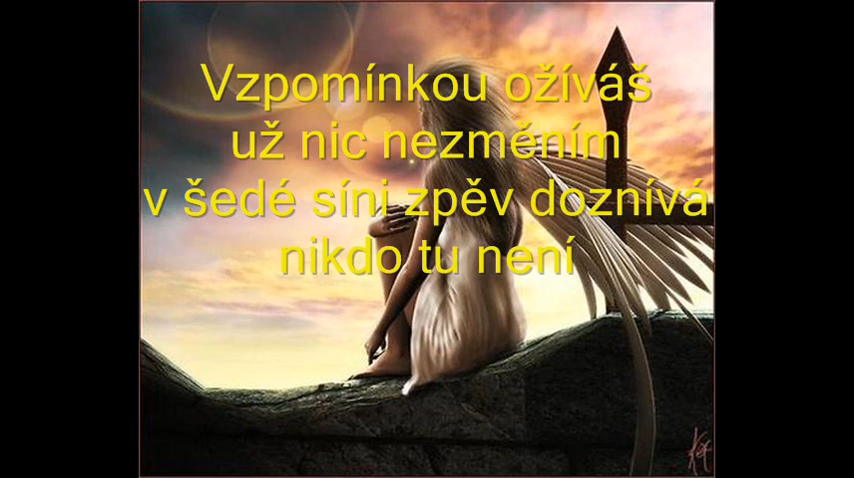 Vzpomínkou ožíváš
už nic nezměním
v šedé síni zpěv doznívá
nikdo tu není